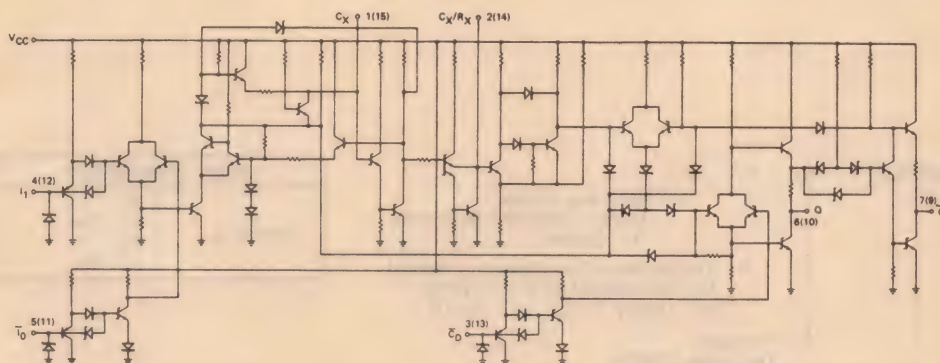 CX 1(15)
CX/RX 2(14)
VCC
4(12)
I1
7(9)
Q
6(10)
5(11)
I0
3(13)
CD